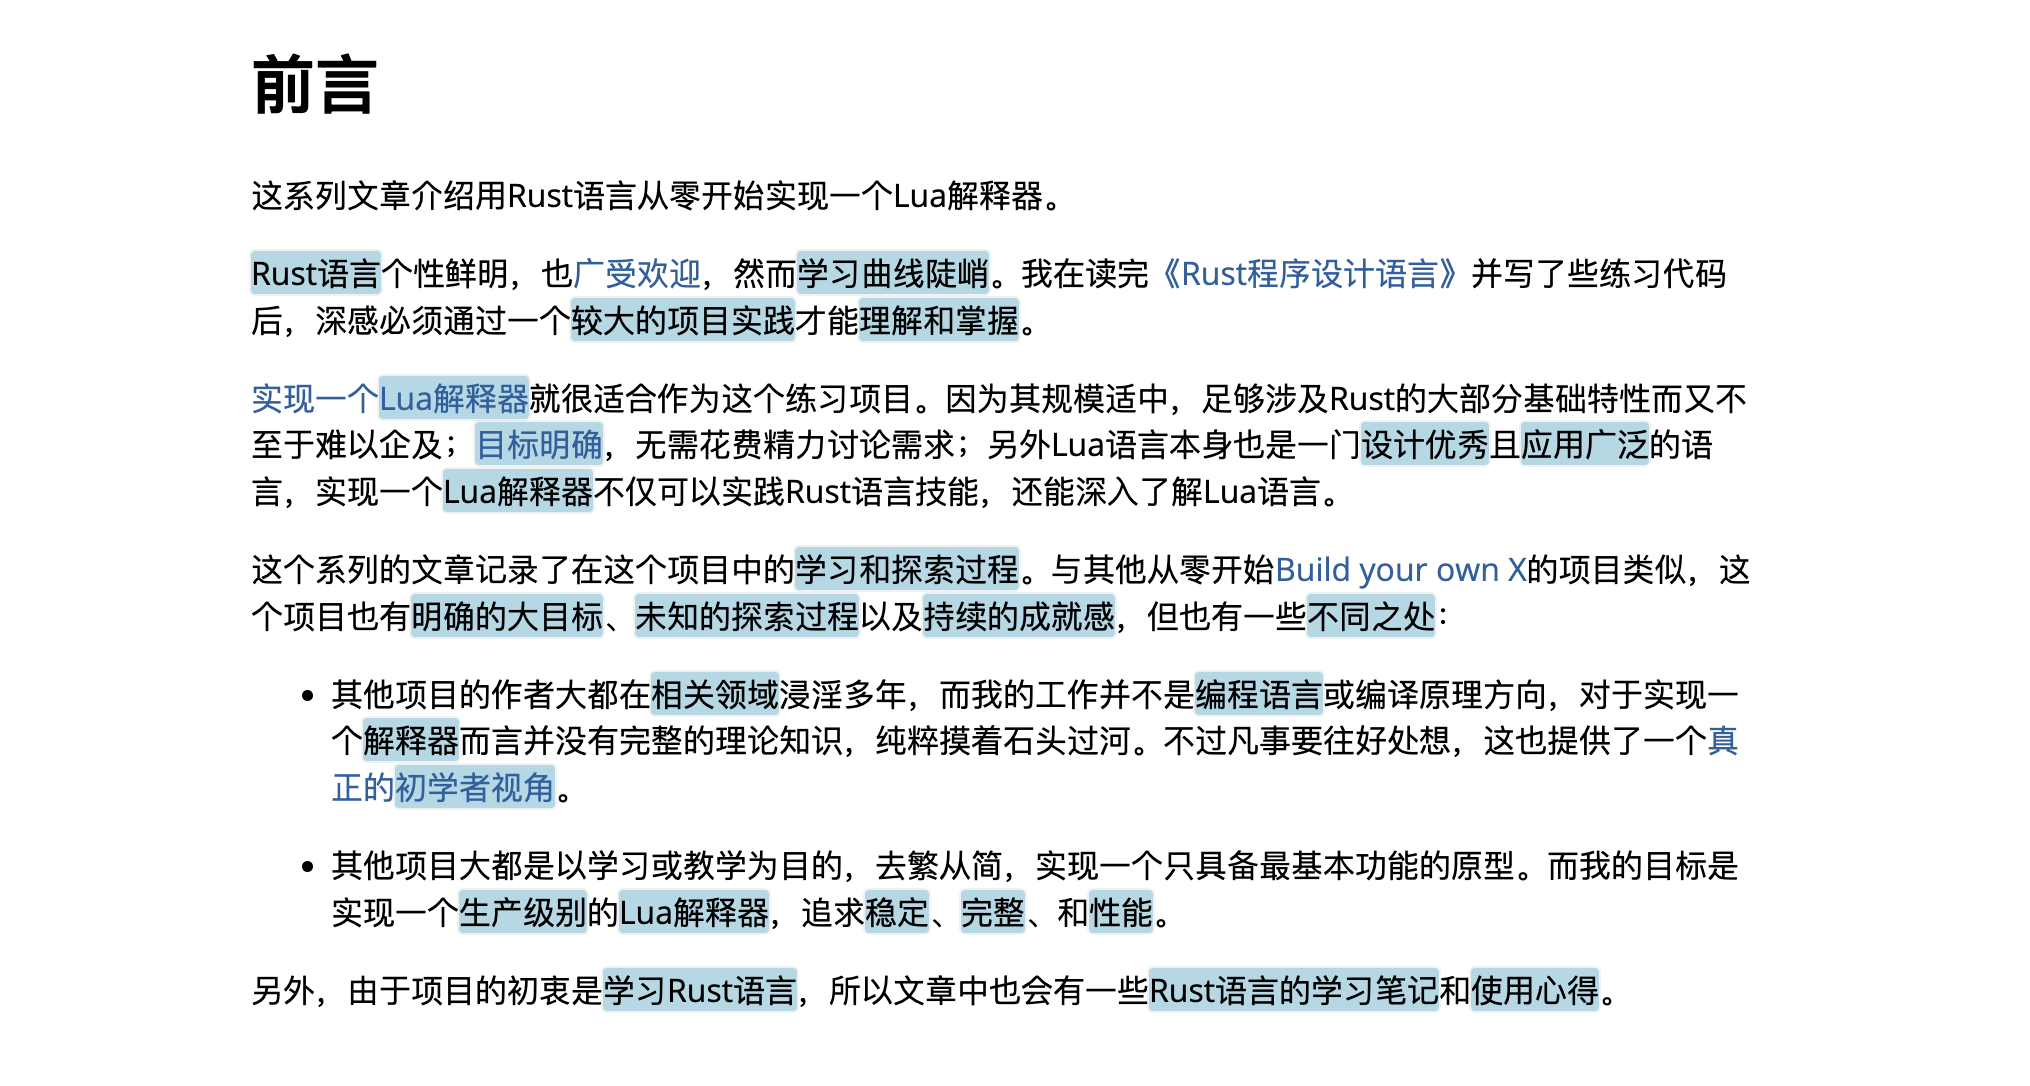 前言
这系列文章介绍用Rust语言从零开始实现一个Lua解释器。
Rust语言个性鲜明，也广受欢迎，然而学习曲线陡峭。我在读完《Rust程序设计语言》并写了些练习代码
后，深感必须通过一个较大的项目实践才能理解和掌握。
实现一个Lua解释器就很适合作为这个练习项目。因为其规模适中，足够涉及Rust的大部分基础特性而又不
至于难以企及；目标明确，无需花费精力讨论需求；另外Lua语言本身也是一门设计优秀且应用广泛的语
言，实现一个Lua解释器不仅可以实践Rust语言技能，还能深入了解Lua语言。
这个系列的文章记录了在这个项目中的学习和探索过程。与其他从零开始Build your own X的项目类似，这
个项目也有明确的大目标、未知的探索过程以及持续的成就感，但也有一些不同之处：
• 其他项目的作者大都在相关领域浸淫多年，而我的工作并不是编程语言或编译原理方向，对于实现一
个解释器而言并没有完整的理论知识，纯粹摸着石头过河。不过凡事要往好处想，这也提供了一个真
正的初学者视角。
• 其他项目大都是以学习或教学为目的，去繁从简，实现一个只具备最基本功能的原型。而我的目标是
实现一个生产级别的Lua解释器，追求稳定、完整、和性能。
另外，由于项目的初衷是学习Rust语言，所以文章中也会有一些Rust语言的学习笔记和使用心得。